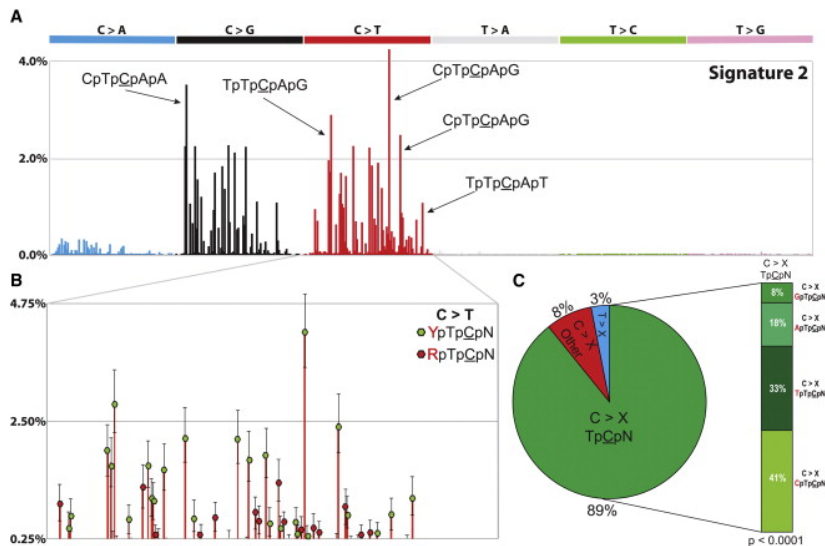 A
C > A C > G C > T T > A T > C T > G
4.0%
2.0%
0.0%
Signature 2
CpTpCpApA
TpTpCpApG
CpTpCpApG
CpTpCpApG
TpTpCpApT
B
4.75%
2.50%
0.25%
C > T
YpTpCpN
RpTpCpN
C
3%
8%
T > X
C > X
Other
C > X
TpCpN
89%
C > X
TpCpN
8%
C > X
GpTpCpN
18%
C > X
ApTpCpN
33%
C > X
TpTpCpN
41%
C > X
CpTpCpN
p < 0.0001